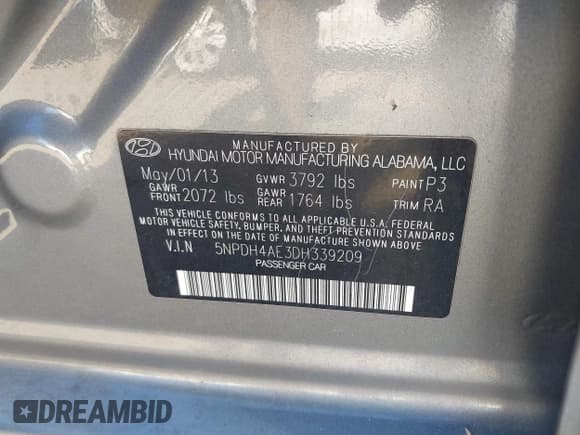 MANUFACTURED BY
HYUNDAI MOTOR MANUFACTURING ALABAMA, LLC
May/01/13 GVWR 3792 lbs PAINT P3
GAWR FRONT 2072 lbs GAWR REAR 1764 lbs TRIM RA
THIS VEHICLE CONFORMS TO ALL APPLICABLE U.S.A. FEDERAL
MOTOR VEHICLE SAFETY, BUMPER, AND THEFT PREVENTION STANDARDS
IN EFFECT ON THE DATE OF MANUFACTURE SHOWN ABOVE.
V.I.N 5NPDH4AE3DH339209
PASSENGER CAR
DREAMBID